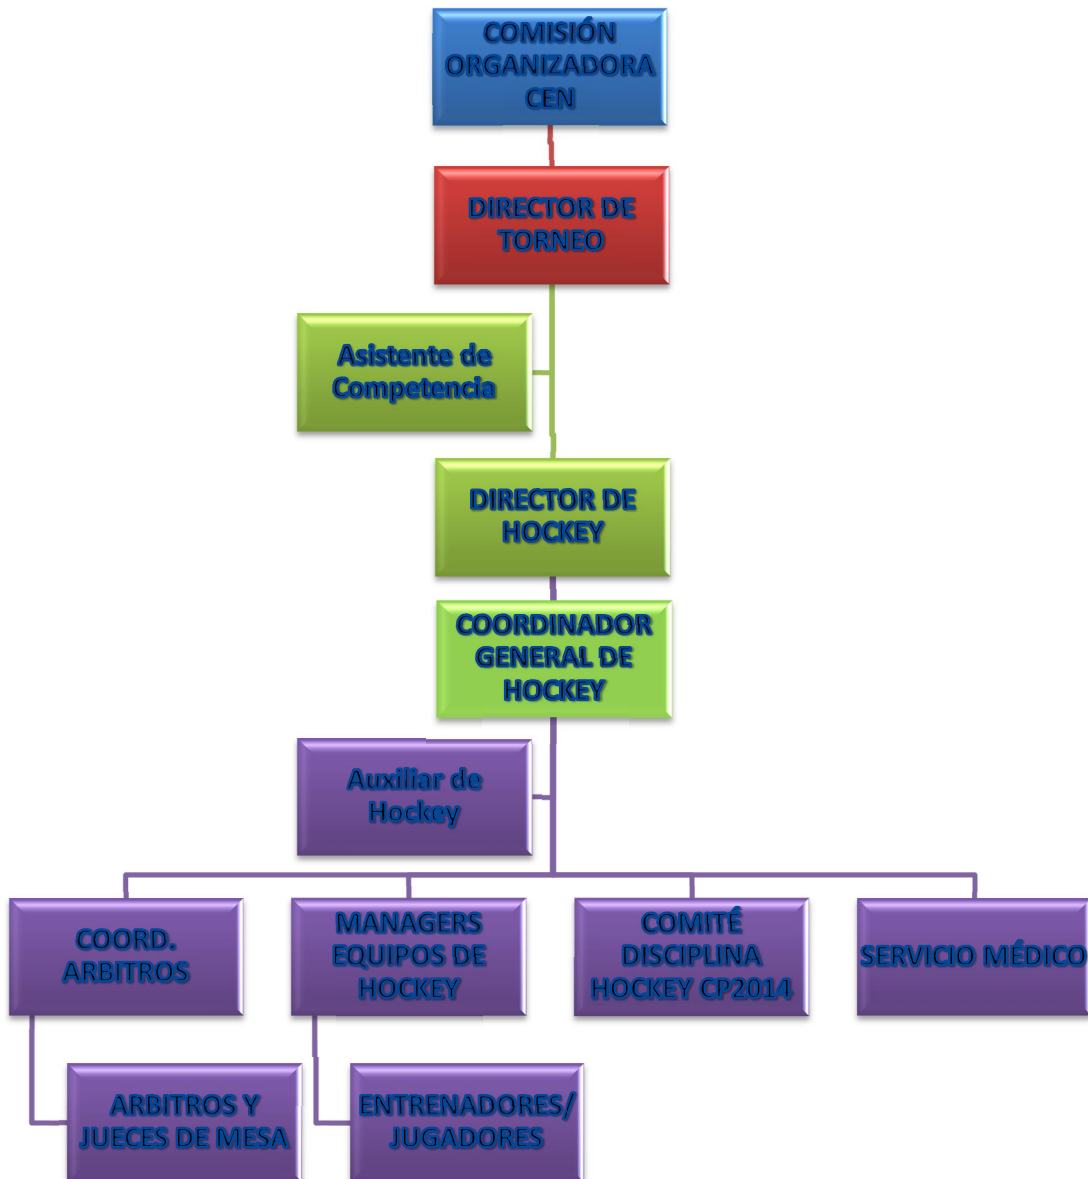 COMISIÓN
ORGANIZADORA
CEN
DIRECTOR DE
TORNEO
Asistente de
Competencia
DIRECTOR DE
HOCKEY
COORDINADOR
GENERAL DE
HOCKEY
Auxiliar de
Hockey
COORD.
ARBITROS
MANAGERS
EQUIPOS DE
HOCKEY
COMITÉ
DISCIPLINA
HOCKEY CP2014
SERVICIO MÉDICO
ARBITROS Y
JUECES DE MESA
ENTRENADORES/
JUGADORES